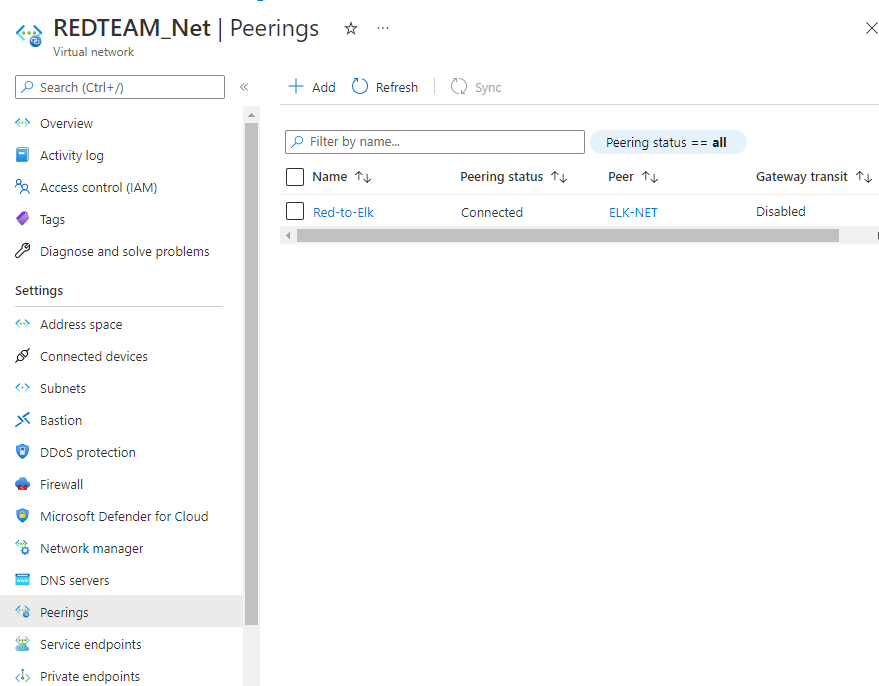 REDTEAM_Net | Peerings
Virtual network
Search (Ctrl+/)
Overview
Activity log
Access control (IAM)
Tags
Diagnose and solve problems
Settings
Address space
Connected devices
Subnets
Bastion
DDoS protection
Firewall
Microsoft Defender for Cloud
Network manager
DNS servers
Peerings
Service endpoints
Private endpoints
Add Refresh Sync
Filter by name... Peering status == all
Name Peering status Peer Gateway transit
Red-to-Elk Connected ELK-NET Disabled